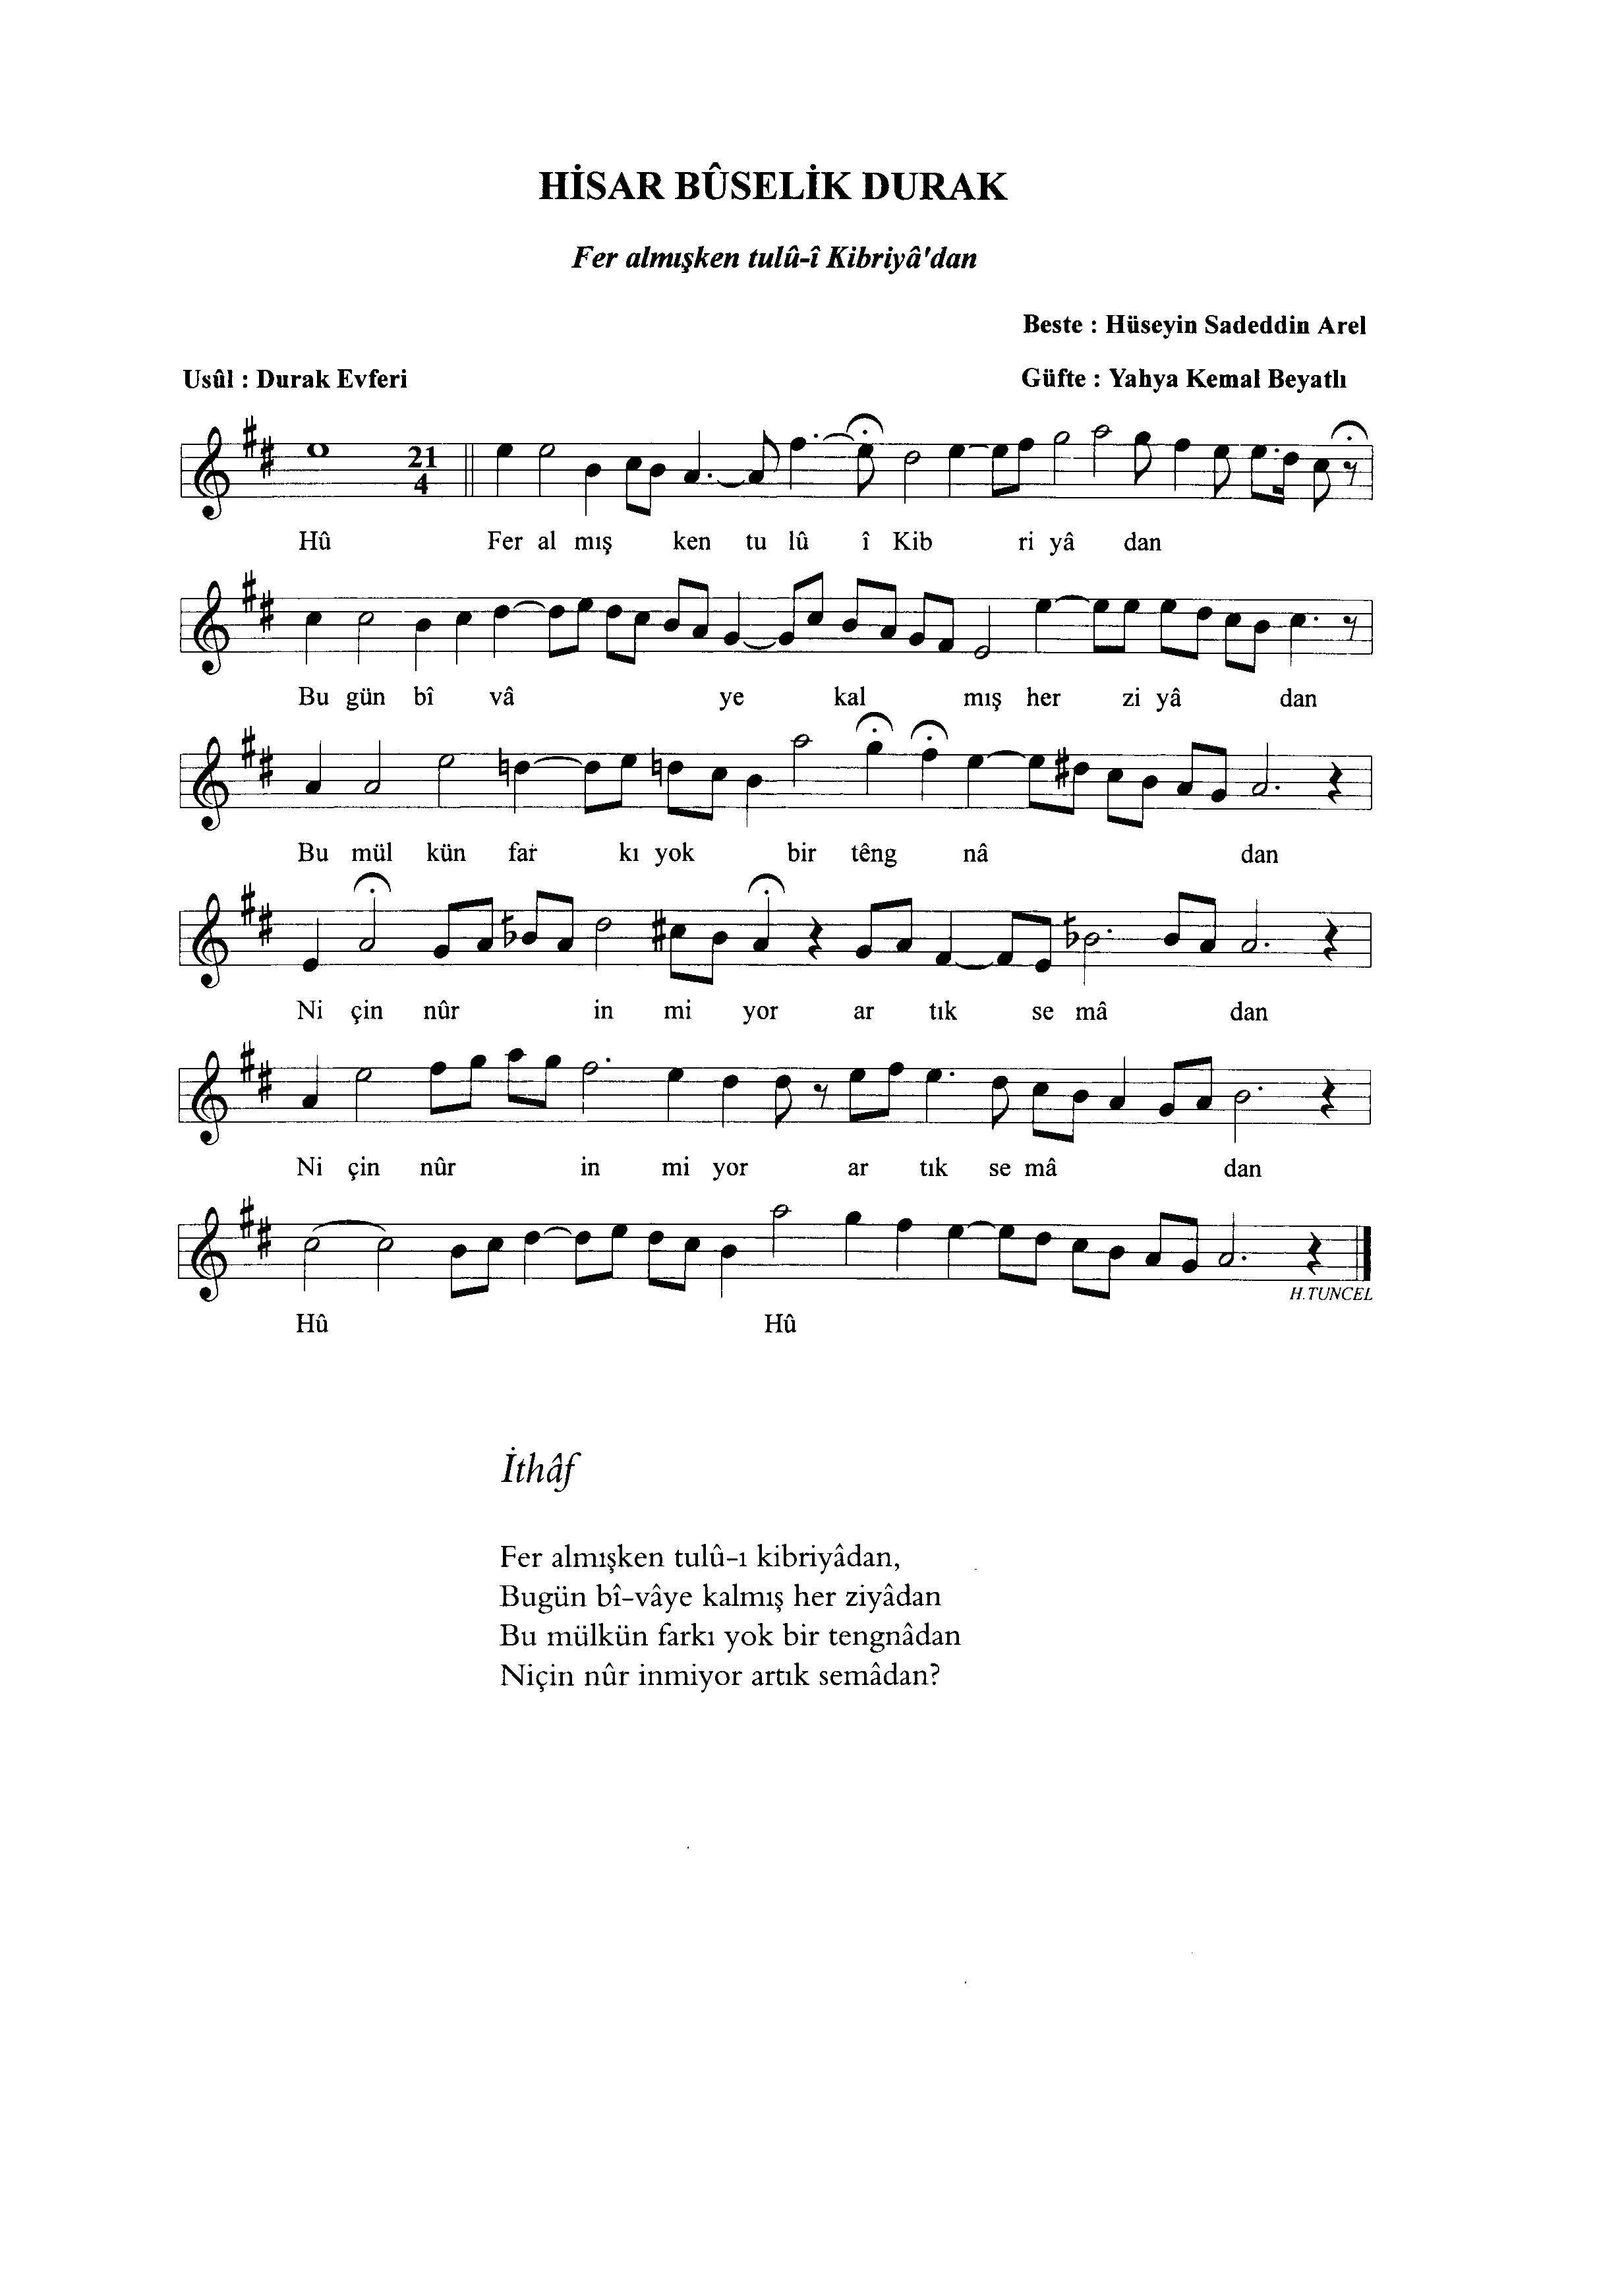 HİSAR BÛSELİK DURAK
Fer almışken tulû-î Kibriyâ'dan
Beste : Hüseyin Sadeddin Arel
Usûl : Durak Evferi
Güfte : Yahya Kemal Beyatlı
21
4
Hû Fer al mış ken tu lû î Kib ri yâ dan
Bu gün bî vâ ye kal mış her zi yâ dan
Bu mül kün far kı yok bir têng nâ dan
Ni çin nûr in mi yor ar tık se mâ dan
Ni çin nûr in mi yor ar tık se mâ dan
H.TUNCEL
Hû Hû
İthâf
Fer almışken tulû-ı kibriyâdan,
Bugün bî-vâye kalmış her ziyâdan
Bu mülkün farkı yok bir tengnâdan
Niçin nûr inmiyor artık semâdan?